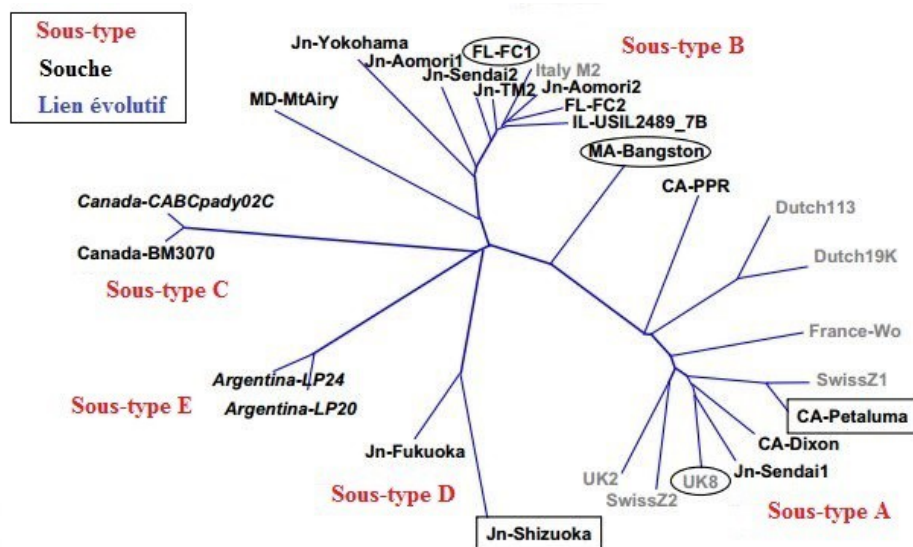 Sous-type
Souche
Lien évolutif
Sous-type B
Jn-Yokohama
FL-FC1
Jn-Aomori1
Italy M2
Jn-Sendai2
Jn-TM2
Jn-Aomori2
MD-MtAiry
FL-FC2
IL-USIL2489_7B
MA-Bangston
CA-PPR
Canada-CABCpady02C
Dutch113
Canada-BM3070
Dutch19K
Sous-type C
France-Wo
Argentina-LP24
SwissZ1
Sous-type E
Argentina-LP20
CA-Petaluma
Jn-Fukuoka
CA-Dixon
UK2
UK8
Jn-Sendai1
Sous-type D
SwissZ2
Sous-type A
Jn-Shizuoka